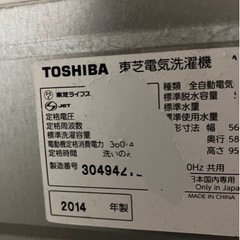 TOSHIBA 東芝電気洗濯機
東芝ライフス
JET
種類 全自動電気
標準脱水容量
標準水
標準使用水量
定格電圧
定格周波数
標準洗濯容量
電動機定格消費電力 360
定格時間 洗い
製造番号 304942
外形寸法 幅 56
奥行 58
高さ 95
0Hz 共用
日本国内専用
Only in Japa
MADE IN CHINA
2014 年製